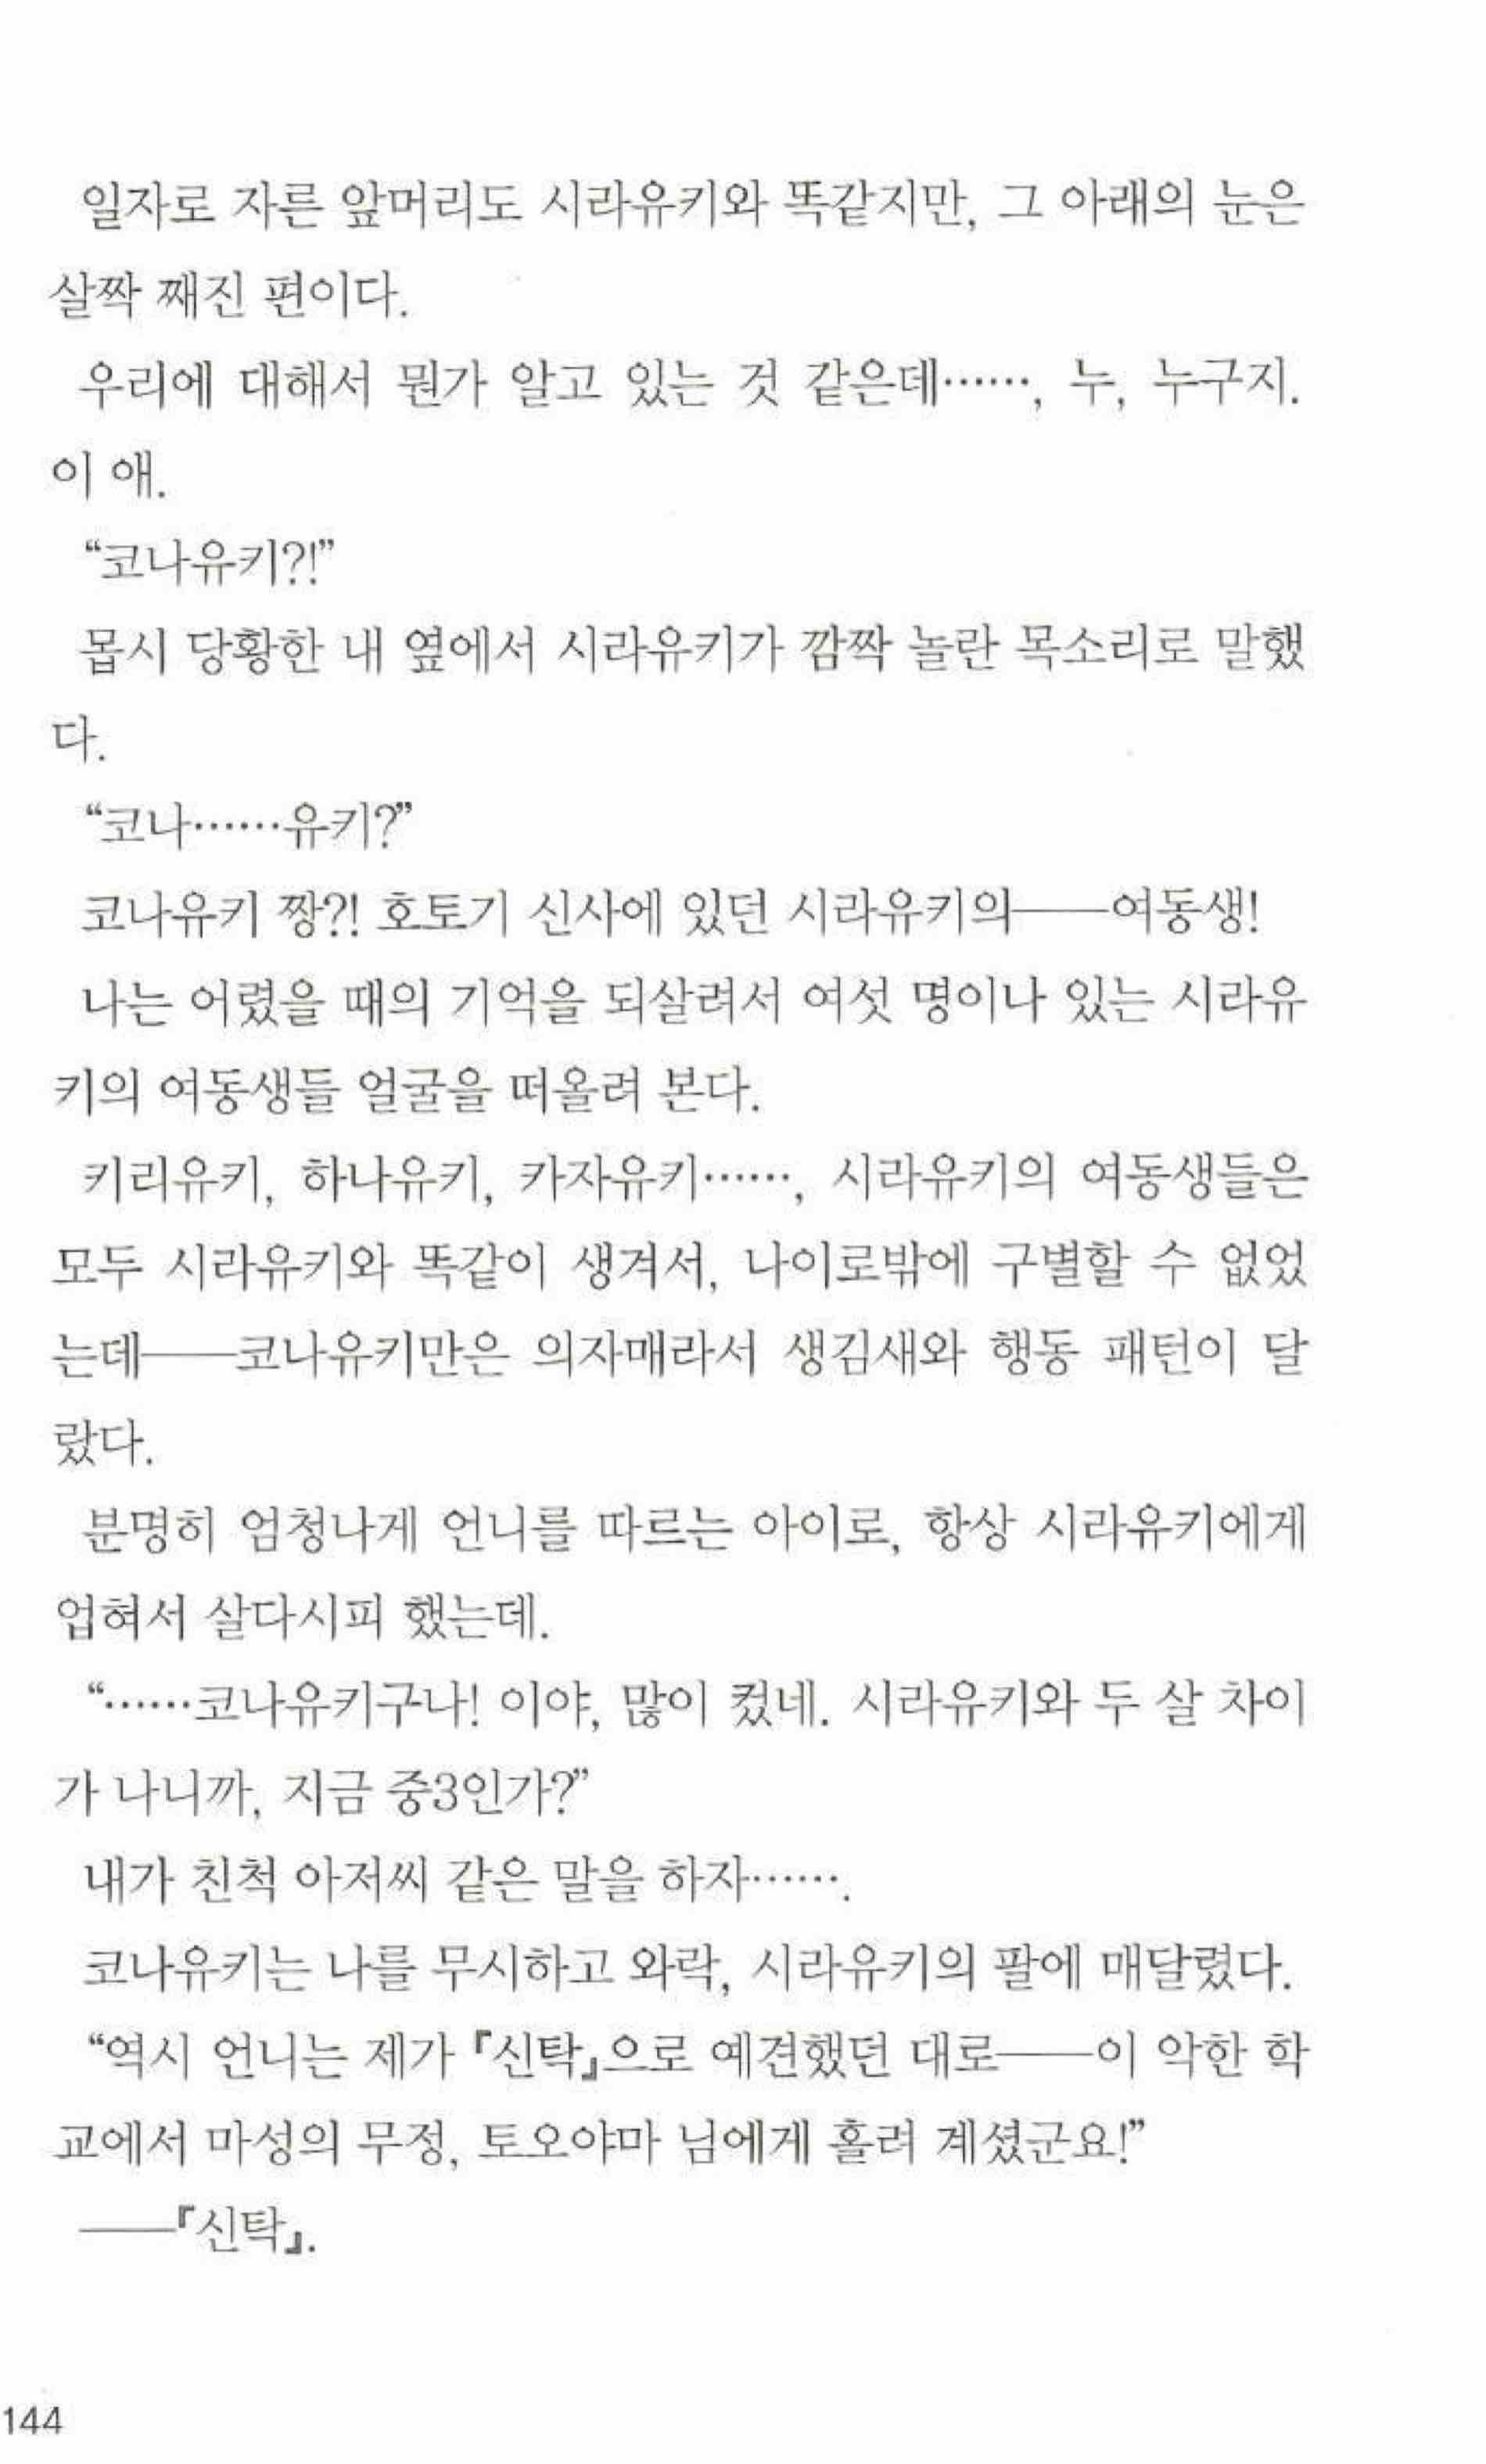 일자로 자른 앞머리도 시라유키와 똑같지만, 그 아래의 눈은
살짝 째진 편이다.
우리에 대해서 뭔가 알고 있는 것 같은데……, 누, 누구지.
이 애.
“코나유키?!”
몹시 당황한 내 옆에서 시라유키가 깜짝 놀란 목소리로 말했
다.
“코나……유키?”
코나유키 짱?! 호토기 신사에 있던 시라유키의──여동생!
나는 어렸을 때의 기억을 되살려서 여섯 명이나 있는 시라유
키의 여동생들 얼굴을 떠올려 본다.
키리유키, 하나유키, 카자유키……, 시라유키의 여동생들은
모두 시라유키와 똑같이 생겨서, 나이로밖에 구별할 수 없었
는데──코나유키만은 의자매라서 생김새와 행동 패턴이 달
랐다.
분명히 엄청나게 언니를 따르는 아이로, 항상 시라유키에게
업혀서 살다시피 했는데.
“……코나유키구나! 이야, 많이 컸네. 시라유키와 두 살 차이
가 나니까, 지금 중3인가?”
내가 친척 아저씨 같은 말을 하자…….
코나유키는 나를 무시하고 와락, 시라유키의 팔에 매달렸다.
“역시 언니는 제가 『신탁』으로 예견했던 대로──이 악한 학
교에서 마성의 무정, 토오야마 님에게 홀려 계셨군요!”
──『신탁』.
144